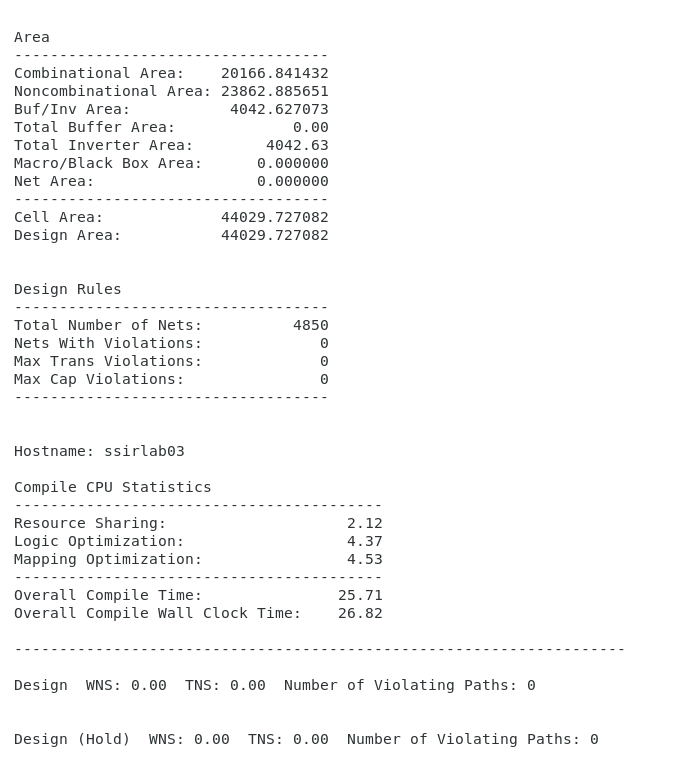 Area
-----------------------------------
Combinational Area:    20166.841432
Noncombinational Area: 23862.885651
Buf/Inv Area:           4042.627073
Total Buffer Area:             0.00
Total Inverter Area:        4042.63
Macro/Black Box Area:      0.000000
Net Area:                  0.000000
-----------------------------------
Cell Area:             44029.727082
Design Area:           44029.727082
Design Rules
-----------------------------------
Total Number of Nets:          4850
Nets With Violations:             0
Max Trans Violations:             0
Max Cap Violations:               0
-----------------------------------
Hostname: ssirlab03
Compile CPU Statistics
-----------------------------------------
Resource Sharing:                    2.12
Logic Optimization:                  4.37
Mapping Optimization:                4.53
-----------------------------------------
Overall Compile Time:               25.71
Overall Compile Wall Clock Time:    26.82
--------------------------------------------------------------------
Design  WNS: 0.00  TNS: 0.00  Number of Violating Paths: 0
Design (Hold)  WNS: 0.00  TNS: 0.00  Number of Violating Paths: 0